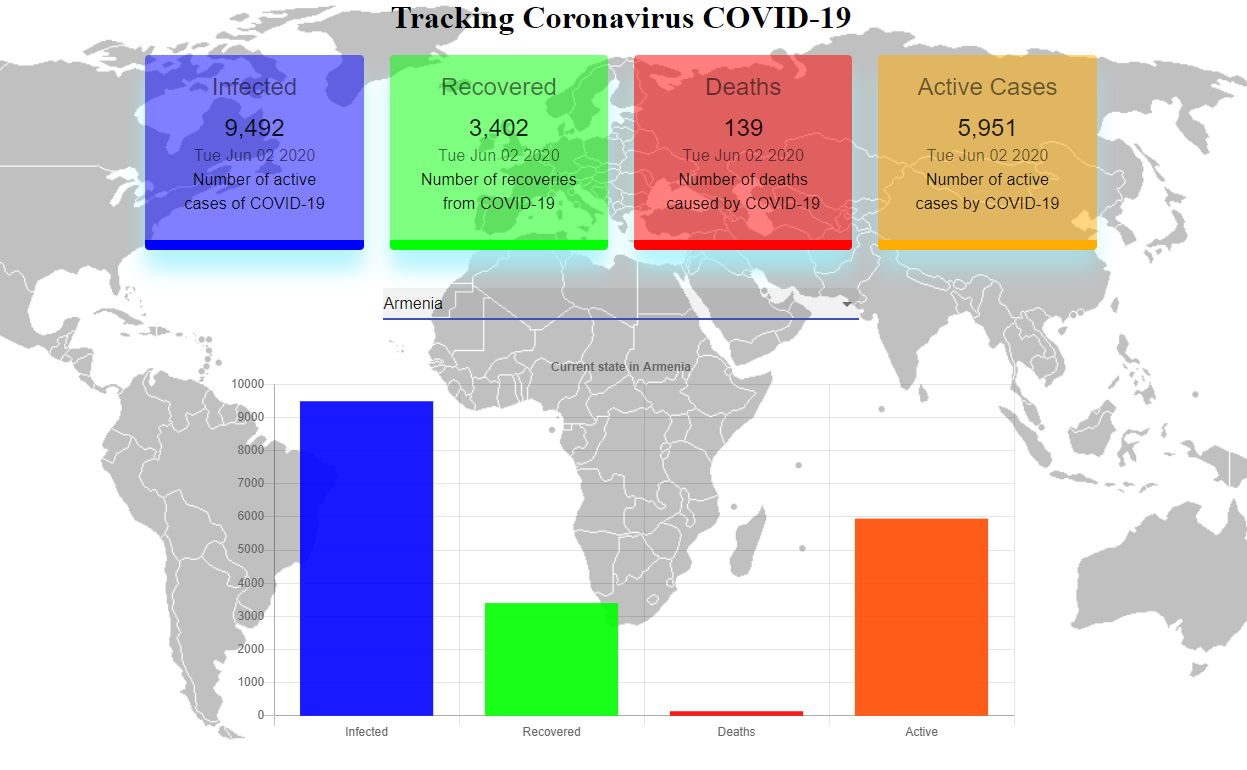 Tracking Coronavirus COVID-19
Infected
9,492
Tue Jun 02 2020
Number of active
cases of COVID-19
Recovered
3,402
Tue Jun 02 2020
Number of recoveries
from COVID-19
Deaths
139
Tue Jun 02 2020
Number of deaths
caused by COVID-19
Active Cases
5,951
Tue Jun 02 2020
Number of active
cases by COVID-19
Armenia
Current state in Armenia
10000
9000
8000
7000
6000
5000
4000
3000
2000
1000
0
Infected
Recovered
Deaths
Active